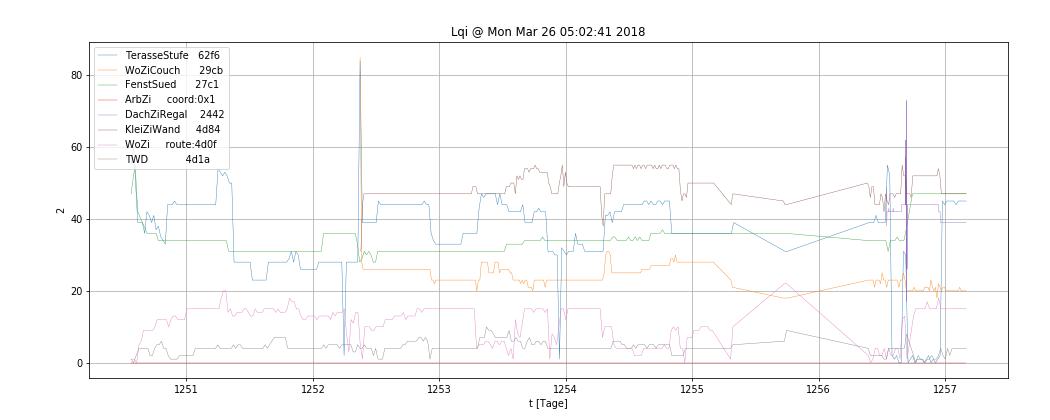 Lqi @ Mon Mar 26 05:02:41 2018
TerasseStufe 62f6
WoZiCouch 29cb
FenstSued 27c1
ArbZi coord:0x1
DachZiRegal 2442
KleiZiWand 4d84
WoZi route:4d0f
TWD 4d1a
80
60
40
20
0
2
1251 1252 1253 1254 1255 1256 1257
t [Tage]